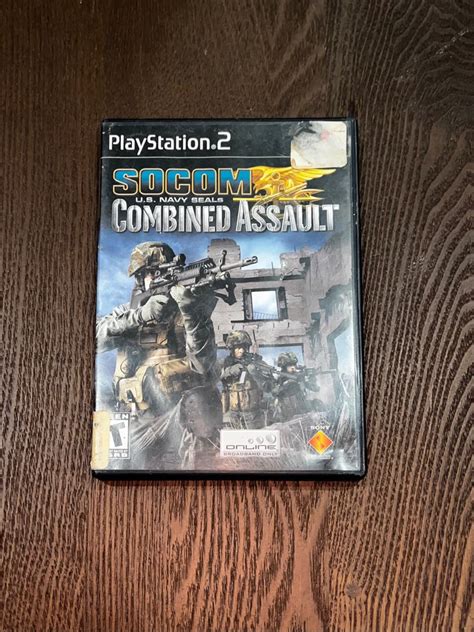 PlayStation®2
SOCOM
U.S. NAVY SEALS
COMBINED ASSAULT
T
ONLINE
BROADBAND ONLY
SONY